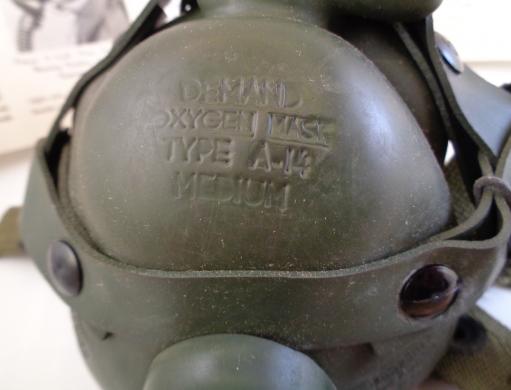 DEMAND
OXYGEN MASK
TYPE A-14
MEDIUM